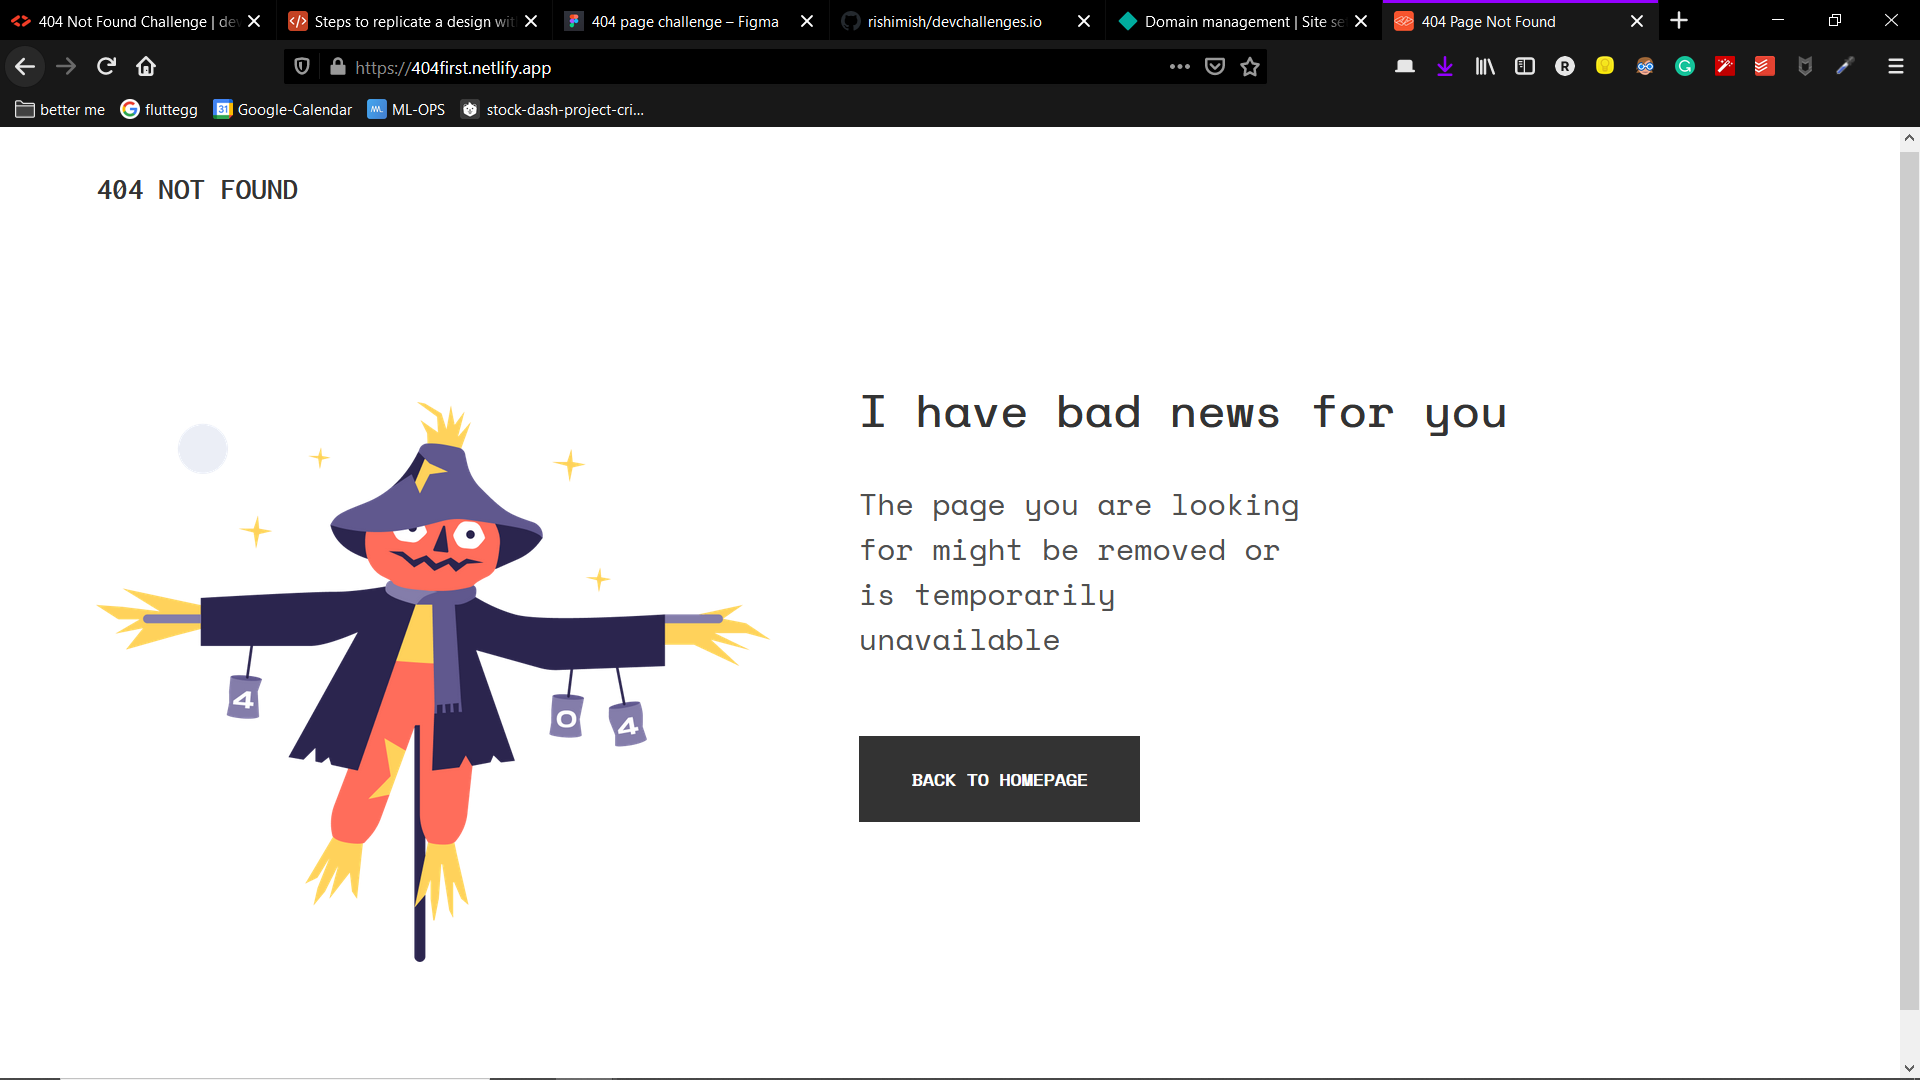 404 Not Found Challenge | dev
Steps to replicate a design wit
404 page challenge – Figma
rishimish/devchallenges.io
Domain management | Site se
404 Page Not Found
https://404first.netlify.app
better me
fluttegg
31
Google-Calendar
ML-OPS
stock-dash-project-cri...
404 NOT FOUND
I have bad news for you
The page you are looking
for might be removed or
is temporarily
unavailable
4
0
4
BACK TO HOMEPAGE